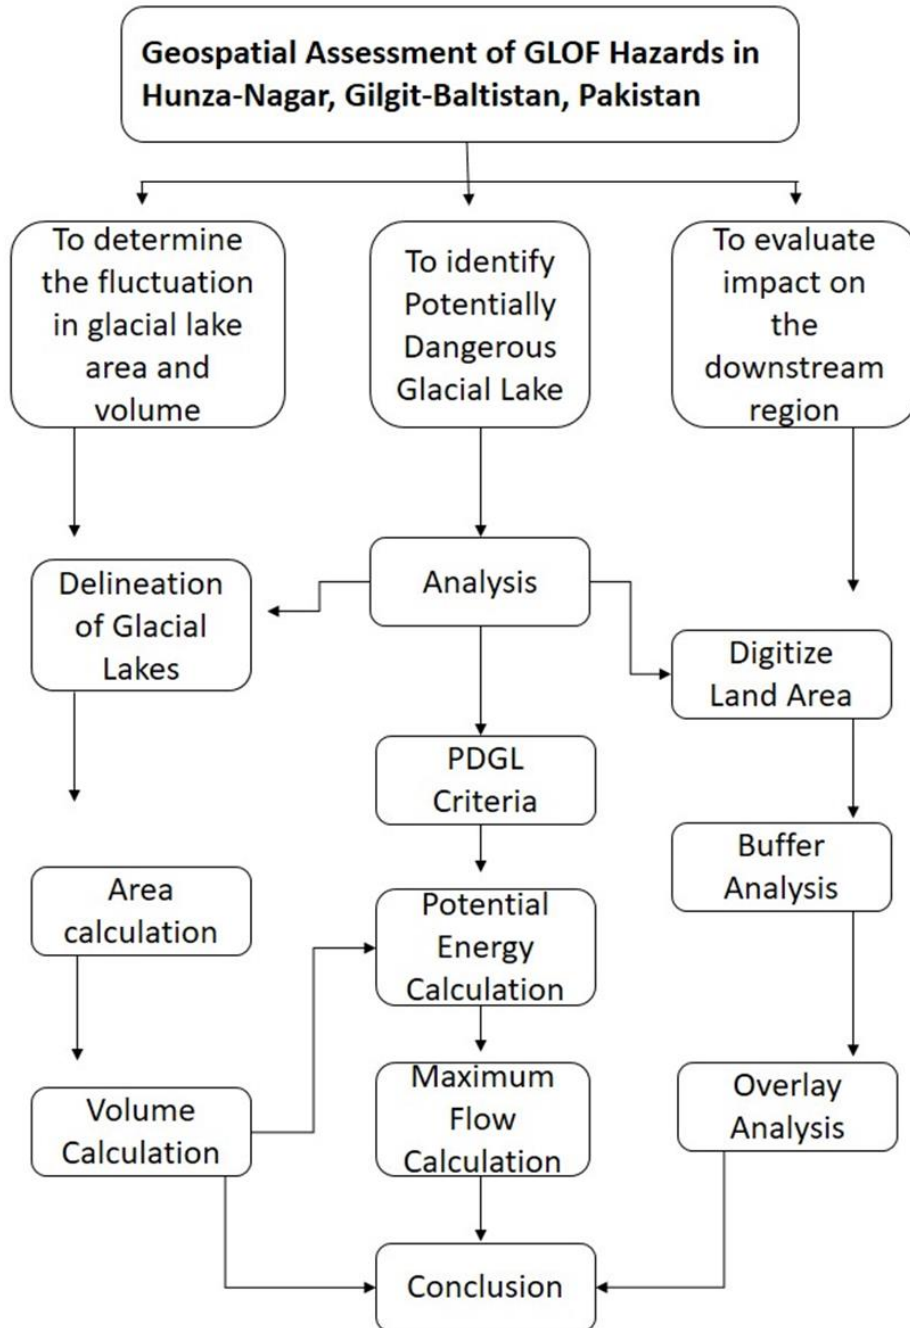 Geospatial Assessment of GLOF Hazards in
Hunza-Nagar, Gilgit-Baltistan, Pakistan
To determine
the fluctuation
in glacial lake
area and
volume
To identify
Potentially
Dangerous
Glacial Lake
To evaluate
impact on
the
downstream
region
Delineation
of Glacial
Lakes
Analysis
Digitize
Land Area
PDGL
Criteria
Buffer
Analysis
Area
calculation
Potential
Energy
Calculation
Volume
Calculation
Maximum
Flow
Calculation
Overlay
Analysis
Conclusion